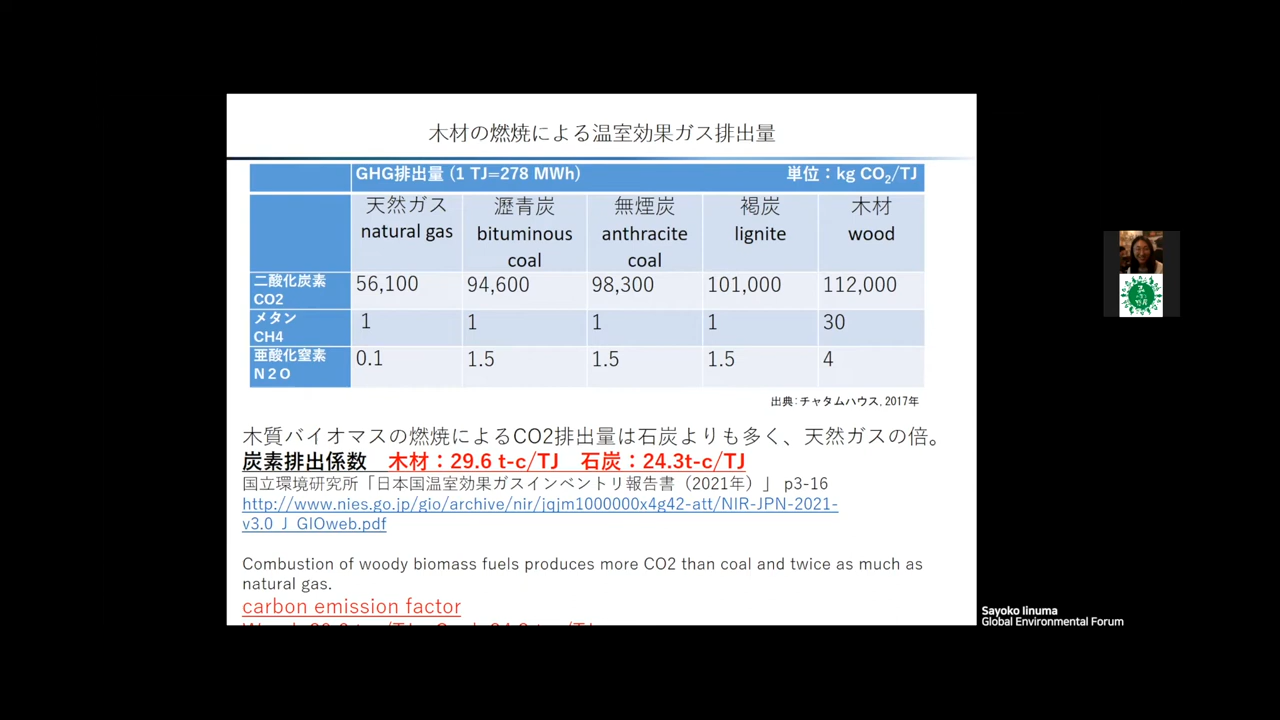 木材の燃焼による温室効果ガス排出量
GHG排出量 (1 TJ=278 MWh) 単位：kg CO2/TJ
天然ガス 瀝青炭 無煙炭 褐炭 木材
natural gas bituminous coal anthracite coal lignite wood
二酸化炭素 CO2 56,100 94,600 98,300 101,000 112,000
メタン CH4 1 1 1 1 30
亜酸化窒素 N２O 0.1 1.5 1.5 1.5 4
出典：チャタムハウス, 2017年
木質バイオマスの燃焼によるCO2排出量は石炭よりも多く、天然ガスの倍。
炭素排出係数 木材：29.6 t-c/TJ 石炭：24.3t-c/TJ
国立環境研究所「日本国温室効果ガスインベントリ報告書（2021年）」 p3-16
http://www.nies.go.jp/gio/archive/nir/jqjm1000000x4g42-att/NIR-JPN-2021-
v3.0_J_GIOweb.pdf
Combustion of woody biomass fuels produces more CO2 than coal and twice as much as
natural gas.
carbon emission factor
Sayoko Iinuma
Global Environmental Forum